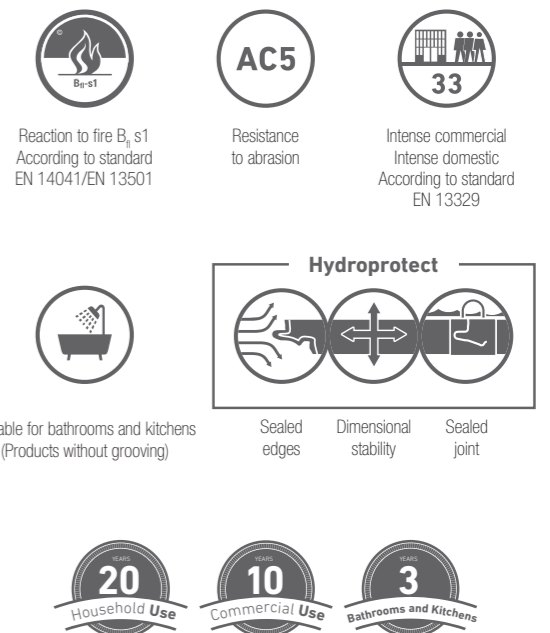 ©
Bfl-s1
AC5
33
Reaction to fire Bfl s1
According to standard
EN 14041/EN 13501
Resistance
to abrasion
Intense commercial
Intense domestic
According to standard
EN 13329
Hydroprotect
able for bathrooms and kitchens
(Products without grooving)
Sealed
edges
Dimensional
stability
Sealed
joint
YEARS
20
Household Use
YEARS
10
Commercial Use
YEARS
3
Bathrooms and Kitchens